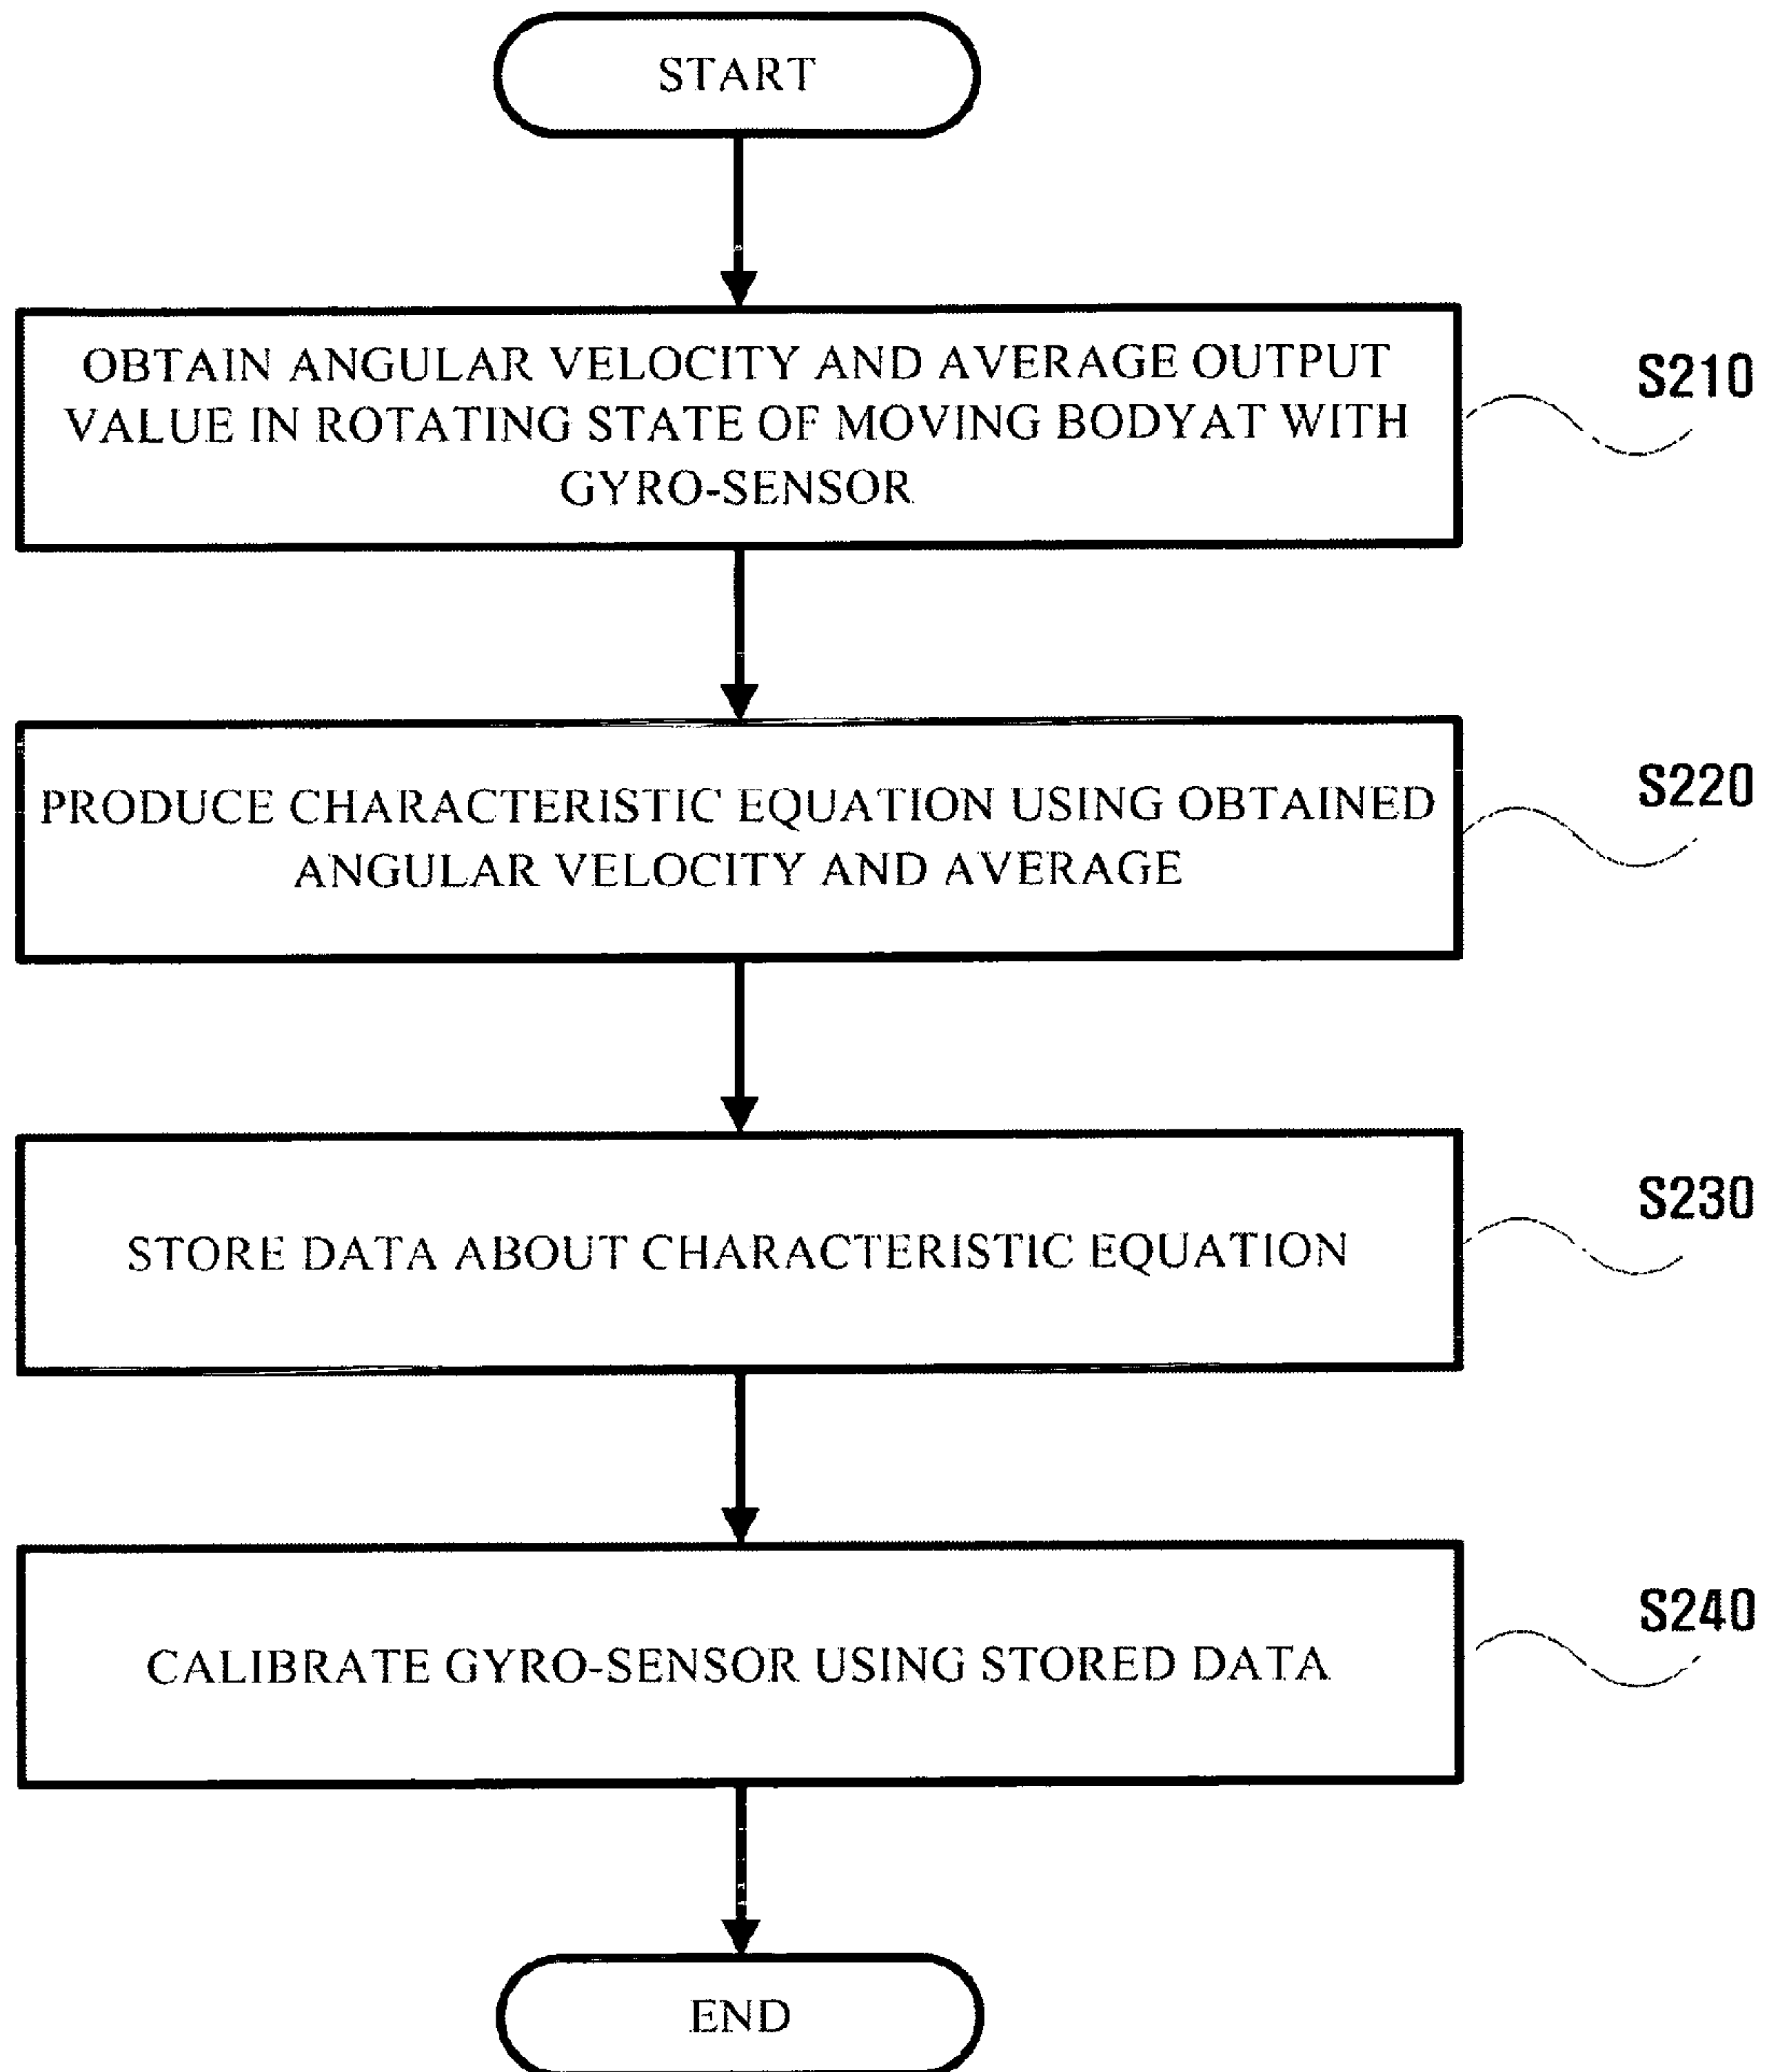 START
OBTAIN ANGULAR VELOCITY AND AVERAGE OUTPUT
VALUE IN ROTATING STATE OF MOVING BODYAT WITH
GYRO-SENSOR
S210
PRODUCE CHARACTERISTIC EQUATION USING OBTAINED
ANGULAR VELOCITY AND AVERAGE
S220
STORE DATA ABOUT CHARACTERISTIC EQUATION
S230
CALIBRATE GYRO-SENSOR USING STORED DATA
S240
END